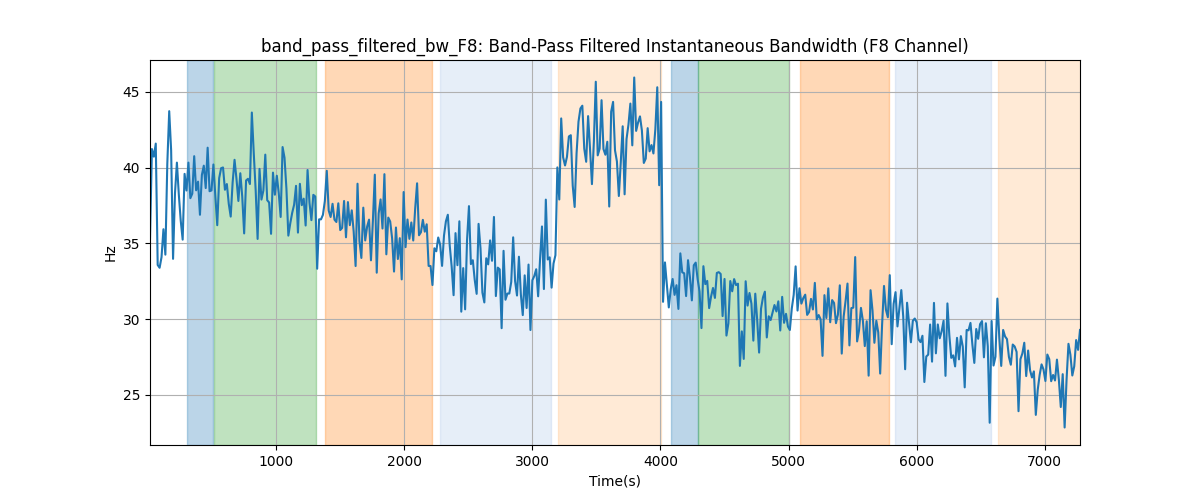 band_pass_filtered_bw_F8: Band-Pass Filtered Instantaneous Bandwidth (F8 Channel)
45
40
35
30
25
Hz
1000 2000 3000 4000 5000 6000 7000
Time(s)